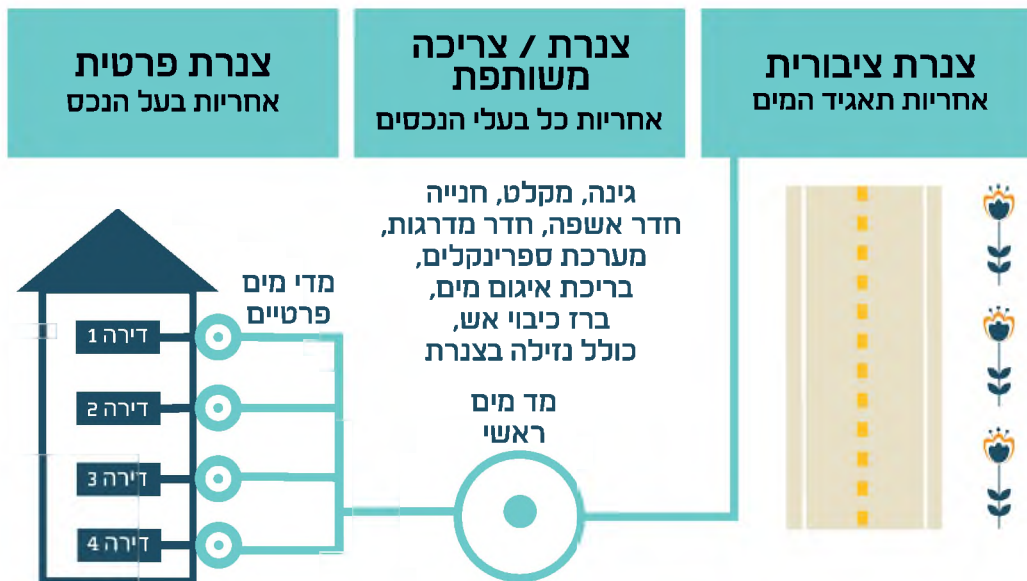 צנרת ציבורית
אחריות תאגיד המים
צנרת / צריכה
משותפת
אחריות כל בעלי הנכסים
צנרת פרטית
אחריות בעל הנכס
גינה, מקלט, חנייה
חדר אשפה, חדר מדרגות,
מערכת ספרינקלים,
בריכת איגום מים,
ברז כיבוי אש,
כולל נזילה בצנרת
מד מים
ראשי
מדי מים
פרטיים
דירה 1
דירה 2
דירה 3
דירה 4